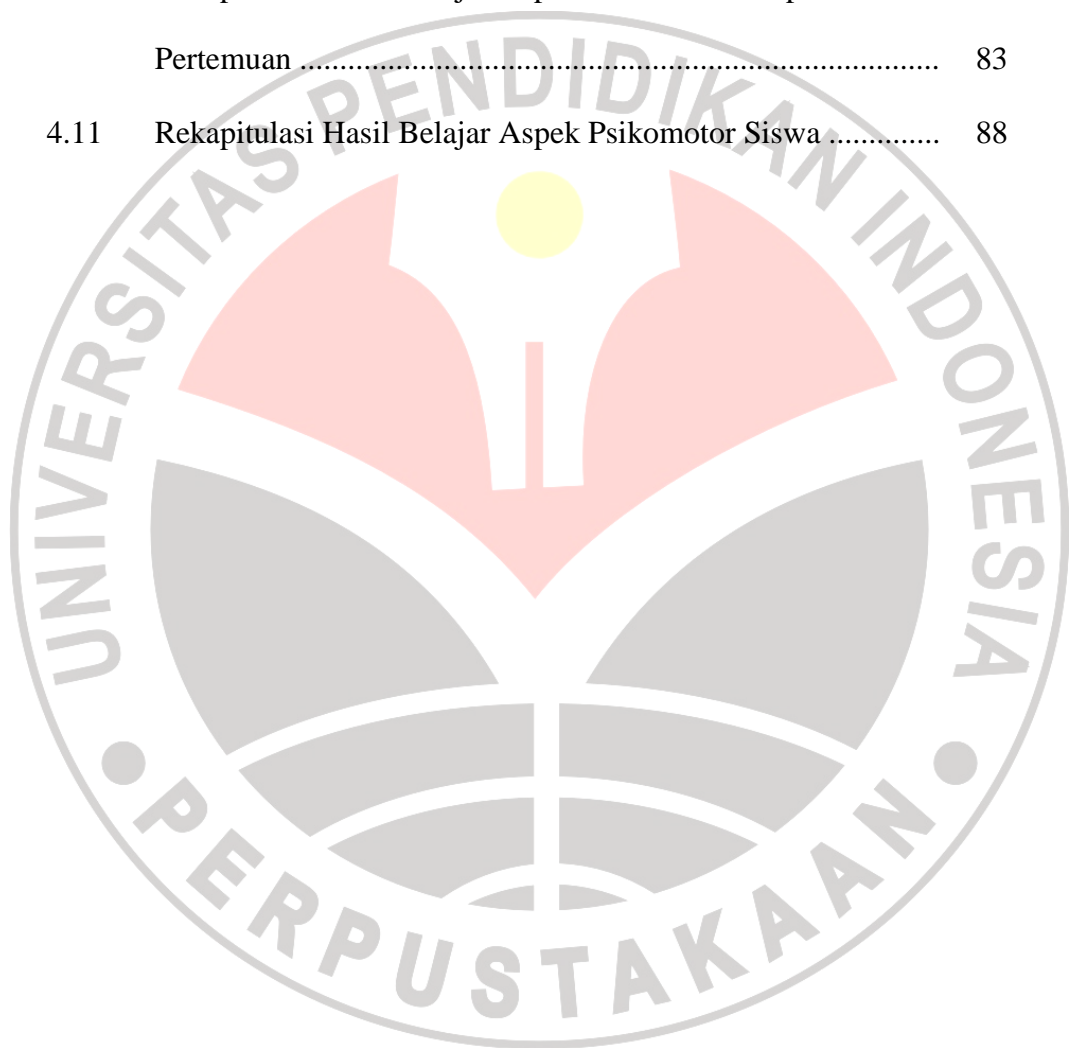 Pertemuan ........................................................................... 83
4.11 Rekapitulasi Hasil Belajar Aspek Psikomotor Siswa .............. 88
UNIVERSITAS PENDIDIKAN INDONESIA
PERPUSTAKAAN